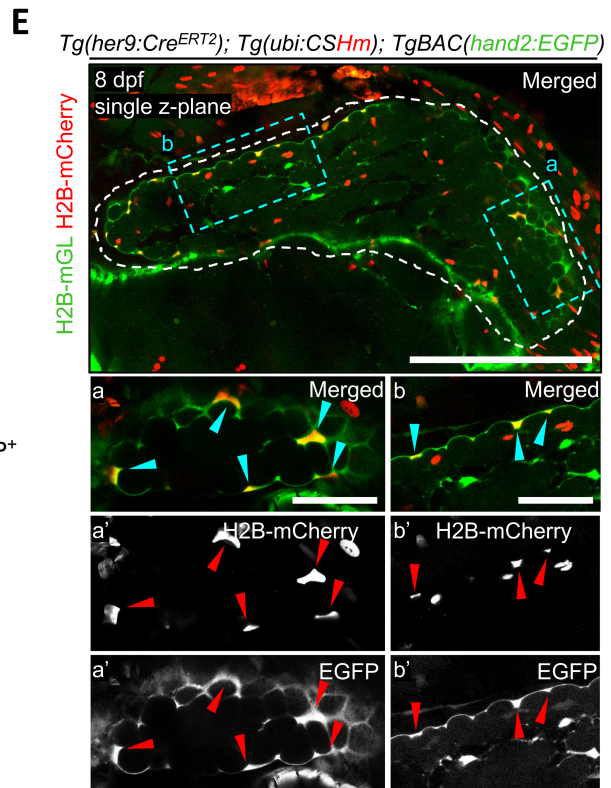 E
Tg(her9:CreERT2); Tg(ubi:CSHm); TgBAC(hand2:EGFP)
8 dpf
single z-plane
Merged
b
a
H2B-mGL H2B-mCherry
a Merged
b Merged
P+
a' H2B-mCherry
b' H2B-mCherry
a' EGFP
b' EGFP